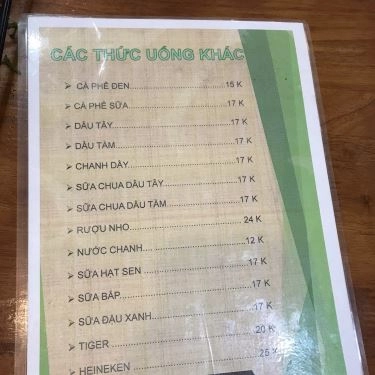 CÁC THỨC UỐNG KHÁC
➤ CÀ PHÊ ĐEN..........................15 K
➤ CÀ PHÊ SỮA..........................17 K
➤ DÂU TÂY..........................17 K
➤ DÂU TẰM..........................17 K
➤ CHANH DÂY..........................17 K
➤ SỮA CHUA DÂU TÂY..........................17 K
➤ SỮA CHUA DÂU TẰM..........................17 K
➤ RƯỢU NHO..........................24 K
➤ NƯỚC CHANH..........................12 K
➤ SỮA HẠT SEN..........................17 K
➤ SỮA BẮP..........................17 K
➤ SỮA ĐẬU XANH..........................17 K
➤ TIGER..........................20 K
➤ HEINEKEN..........................25 K